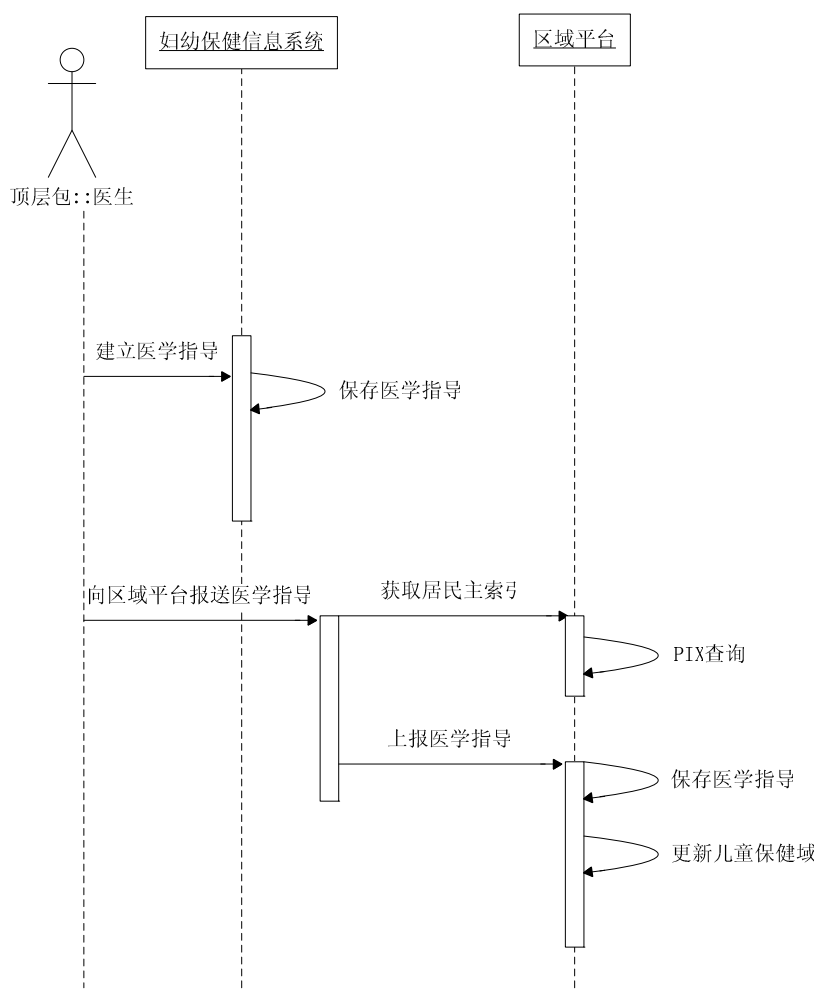 妇幼保健信息系统
区域平台
顶层包::医生
建立医学指导
保存医学指导
向区域平台报送医学指导
获取居民主索引
PIX查询
上报医学指导
保存医学指导
更新儿童保健域